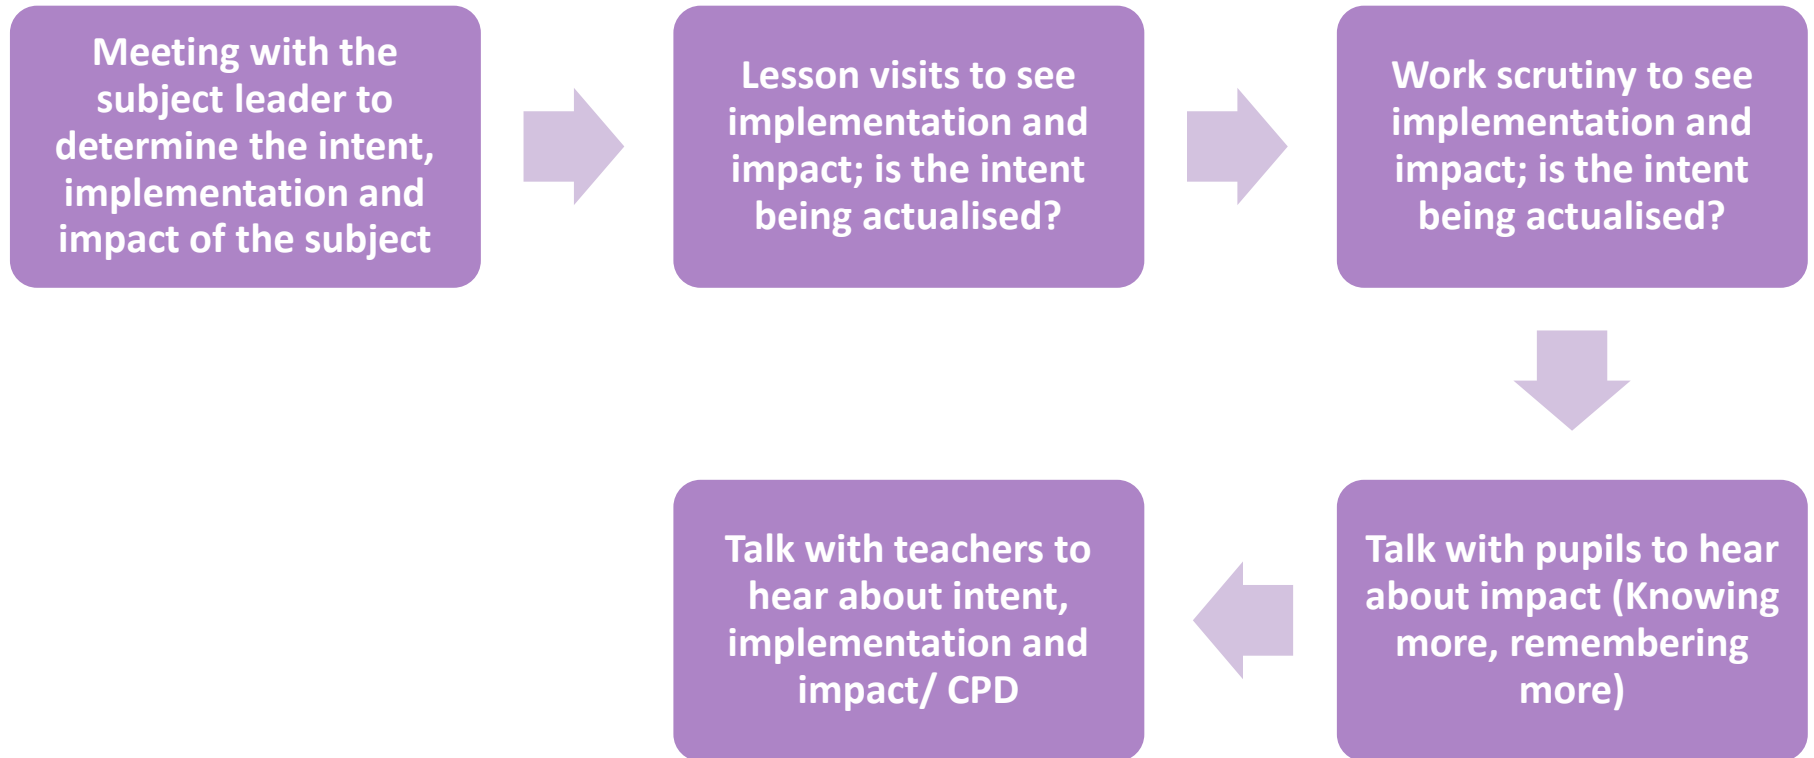 Meeting with the
subject leader to
determine the intent,
implementation and
impact of the subject
Lesson visits to see
implementation and
impact; is the intent
being actualised?
Work scrutiny to see
implementation and
impact; is the intent
being actualised?
Talk with pupils to hear
about impact (Knowing
more, remembering
more)
Talk with teachers to
hear about intent,
implementation and
impact/ CPD